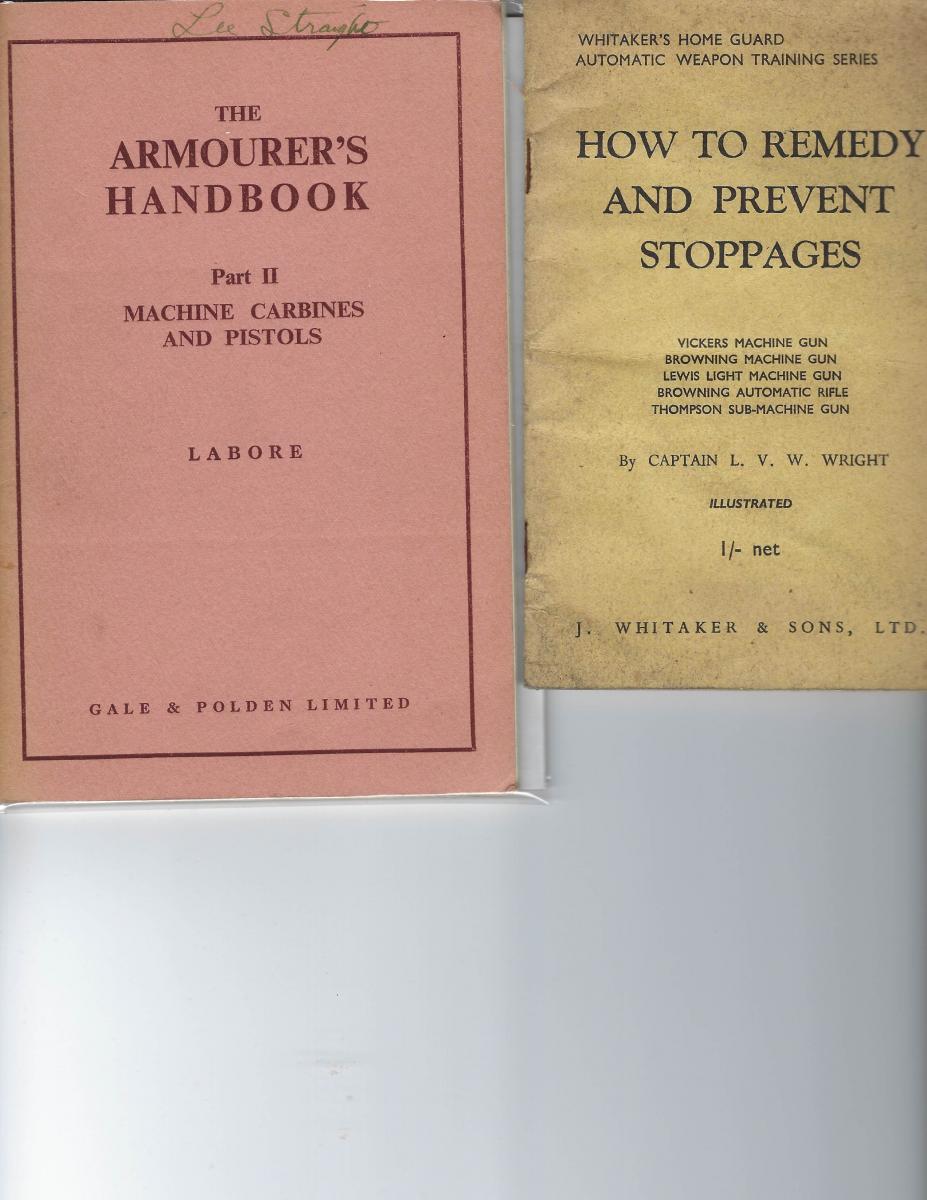 Lee Straight
THE
ARMOURER'S
HANDBOOK
Part II
MACHINE CARBINES
AND PISTOLS
LABORE
GALE & POLDEN LIMITED
WHITAKER'S HOME GUARD
AUTOMATIC WEAPON TRAINING SERIES
HOW TO REMEDY
AND PREVENT
STOPPAGES
VICKERS MACHINE GUN
BROWNING MACHINE GUN
LEWIS LIGHT MACHINE GUN
BROWNING AUTOMATIC RIFLE
THOMPSON SUB-MACHINE GUN
By CAPTAIN L. V. W. WRIGHT
ILLUSTRATED
1/- net
J. WHITAKER & SONS, LTD.